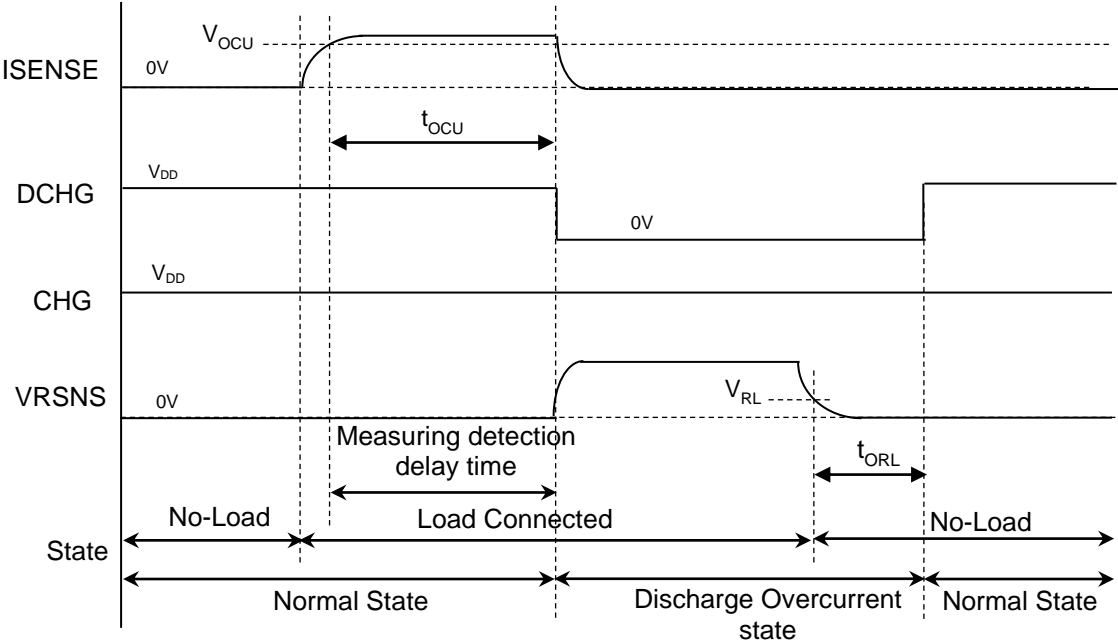 V_OCU
ISENSE
0V
t_OCU
V_DD
DCHG
0V
V_DD
CHG
V_RL
VRSNS
0V
Measuring detection
delay time
t_ORL
No-Load
Load Connected
No-Load
State
Normal State
Discharge Overcurrent
state
Normal State